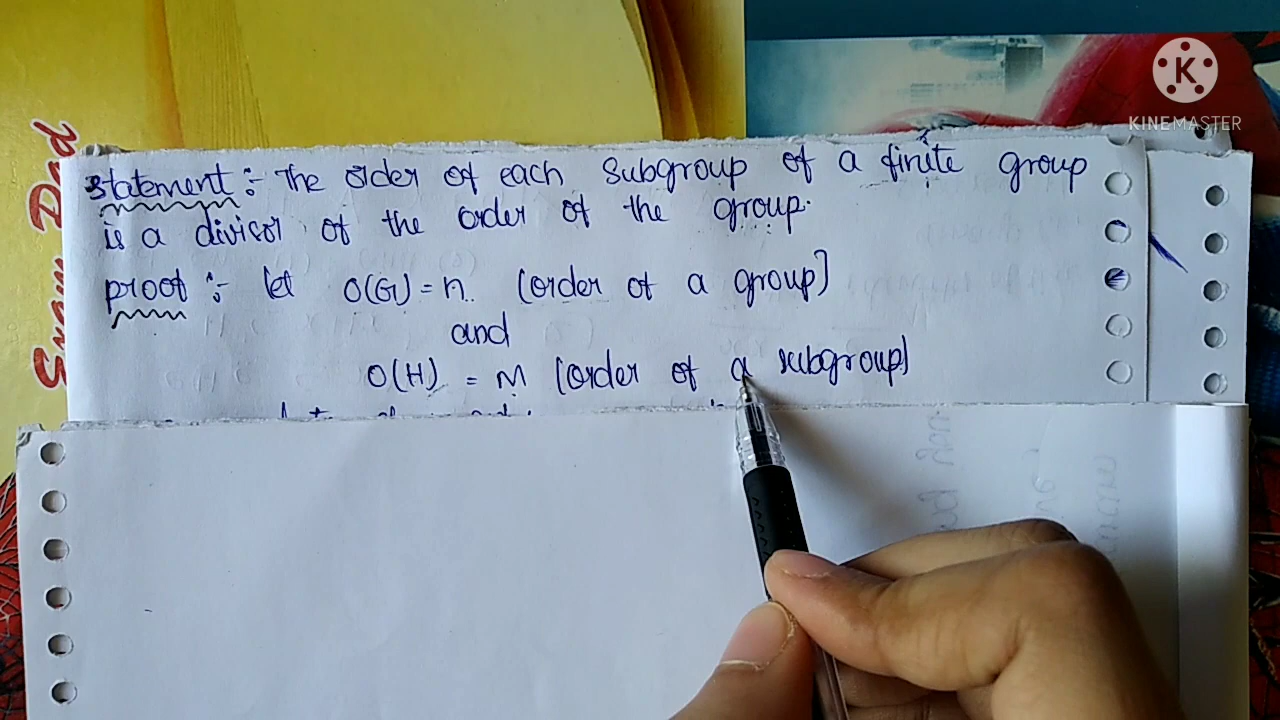 KINEMASTER
Statement :- The order of each subgroup of a finite group
is a divisor of the order of the group.
proof :- let O(G) = n. (order of a group)
and
O(H) = M (order of a subgroup)